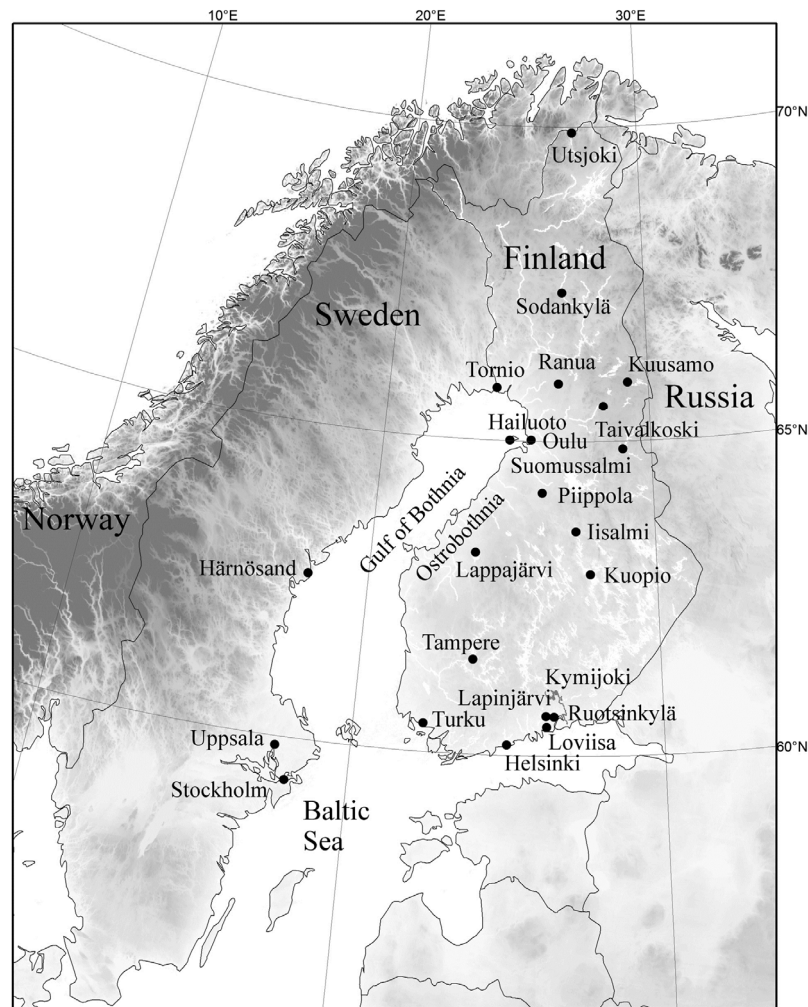 10°E
20°E
30°E
70°N
Utsjoki
Finland
Sodankylä
Sweden
Ranua
Kuusamo
Tornio
Russia
Hailuoto
Taivalkoski
65°N
Oulu
Suomussalmi
Piippola
Gulf of Bothnia
Norway
Ostrobothnia
Iisalmi
Härnösand
Lappajärvi
Kuopio
Tampere
Kymijoki
Lapinjärvi
Ruotsinkylä
Turku
Uppsala
Loviisa
60°N
Helsinki
Stockholm
Baltic
Sea